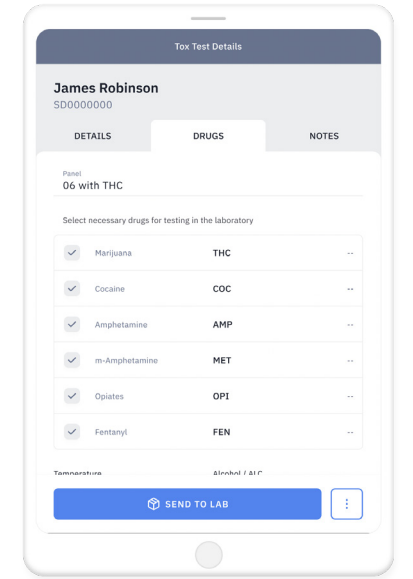 Tox Test Details
James Robinson
SD0000000
DETAILS DRUGS NOTES
Panel
06 with THC
Select necessary drugs for testing in the laboratory
Marijuana THC --
Cocaine COC --
Amphetamine AMP --
m-Amphetamine MET --
Opiates OPI --
Fentanyl FEN --
Temperature Alcohol / ALC
SEND TO LAB